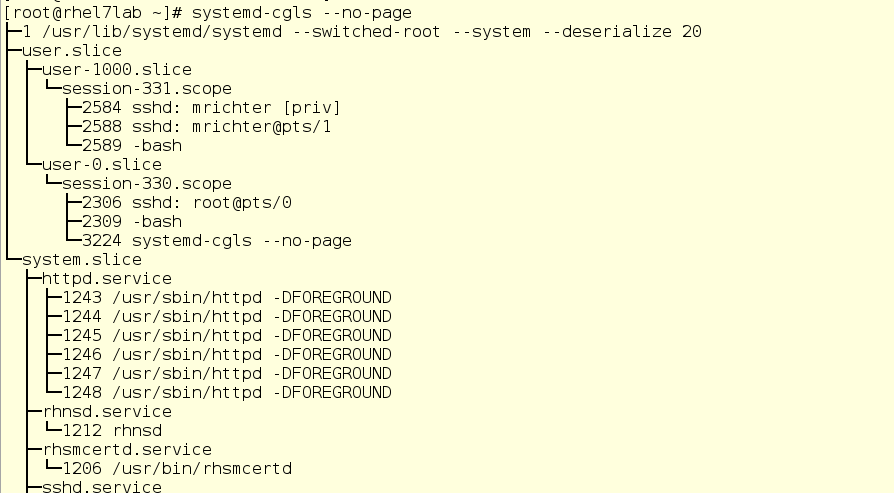 [root@rhel7lab ~]# systemd-cgls --no-page
├─1 /usr/lib/systemd/systemd --switched-root --system --deserialize 20
├─user.slice
│ ├─user-1000.slice
│ │ └─session-331.scope
│ │   ├─2584 sshd: mrichter [priv]
│ │   ├─2588 sshd: mrichter@pts/1
│ │   └─2589 -bash
│ └─user-0.slice
│   └─session-330.scope
│     ├─2306 sshd: root@pts/0
│     ├─2309 -bash
│     └─3224 systemd-cgls --no-page
└─system.slice
  ├─httpd.service
  │ ├─1243 /usr/sbin/httpd -DFOREGROUND
  │ ├─1244 /usr/sbin/httpd -DFOREGROUND
  │ ├─1245 /usr/sbin/httpd -DFOREGROUND
  │ ├─1246 /usr/sbin/httpd -DFOREGROUND
  │ ├─1247 /usr/sbin/httpd -DFOREGROUND
  │ └─1248 /usr/sbin/httpd -DFOREGROUND
  ├─rhnsd.service
  │ └─1212 rhnsd
  ├─rhsmcertd.service
  │ └─1206 /usr/bin/rhsmcertd
  ├─sshd.service